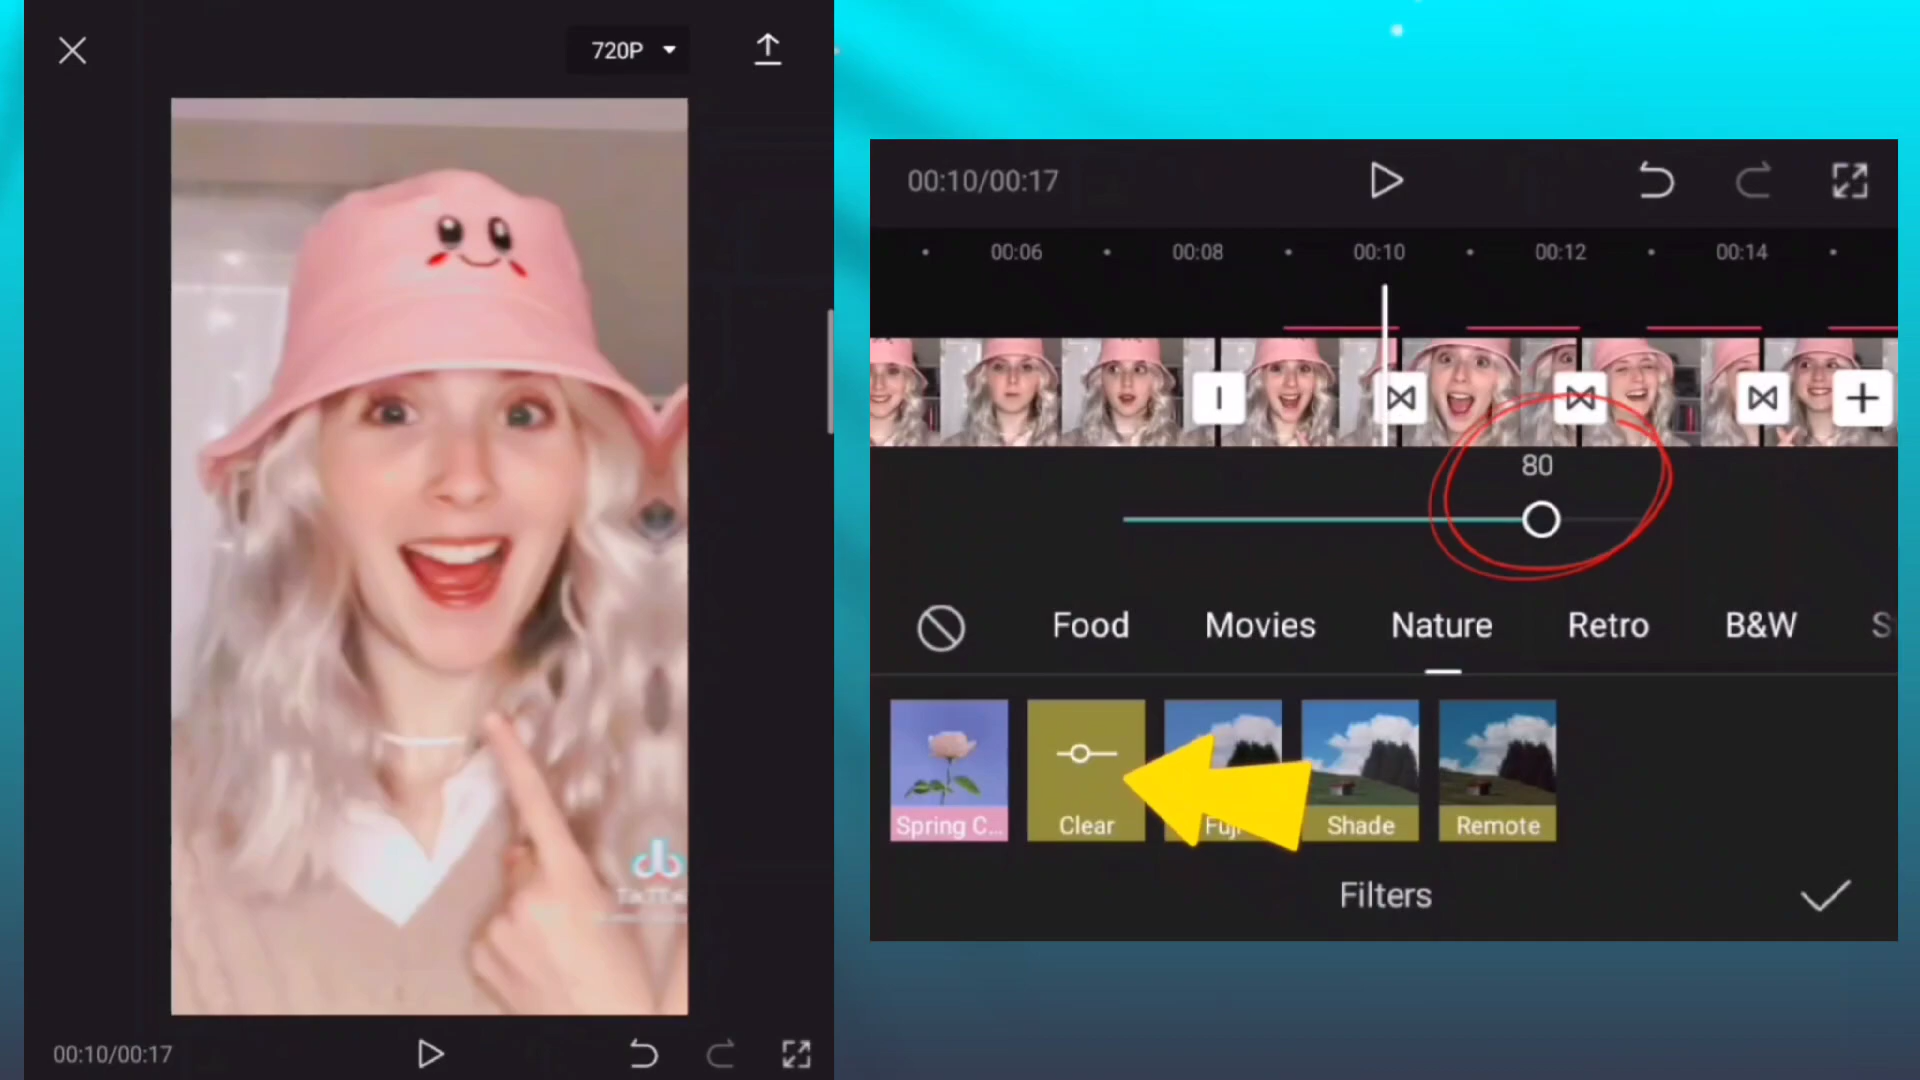 720P
00:10/00:17
00:10/00:17
00:06
00:08
00:10
00:12
00:14
80
Food
Movies
Nature
Retro
B&W
S
Spring C...
Clear
Fuji
Shade
Remote
Filters